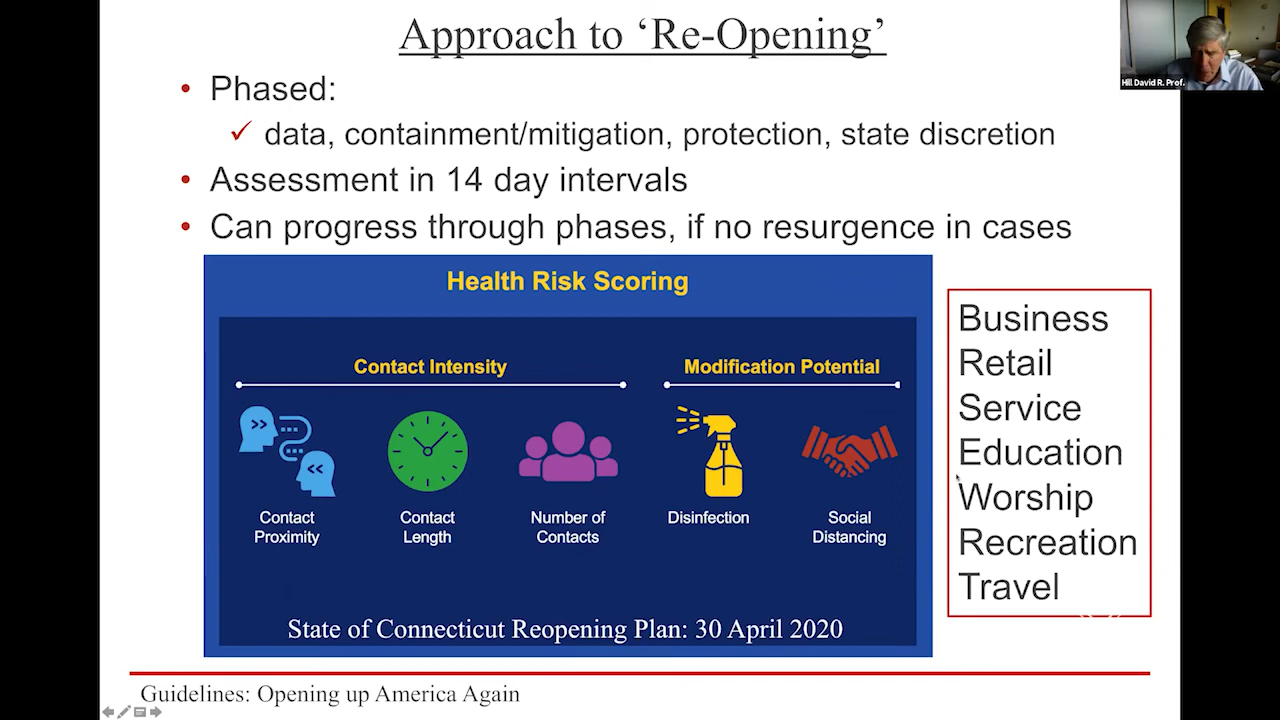 Approach to ‘Re-Opening’
Hill David R. Prof.
• Phased:
✓ data, containment/mitigation, protection, state discretion
• Assessment in 14 day intervals
• Can progress through phases, if no resurgence in cases
Health Risk Scoring
Contact Intensity
Modification Potential
Contact
Proximity
Contact
Length
Number of
Contacts
Disinfection
Social
Distancing
State of Connecticut Reopening Plan: 30 April 2020
Business
Retail
Service
Education
Worship
Recreation
Travel
Guidelines: Opening up America Again